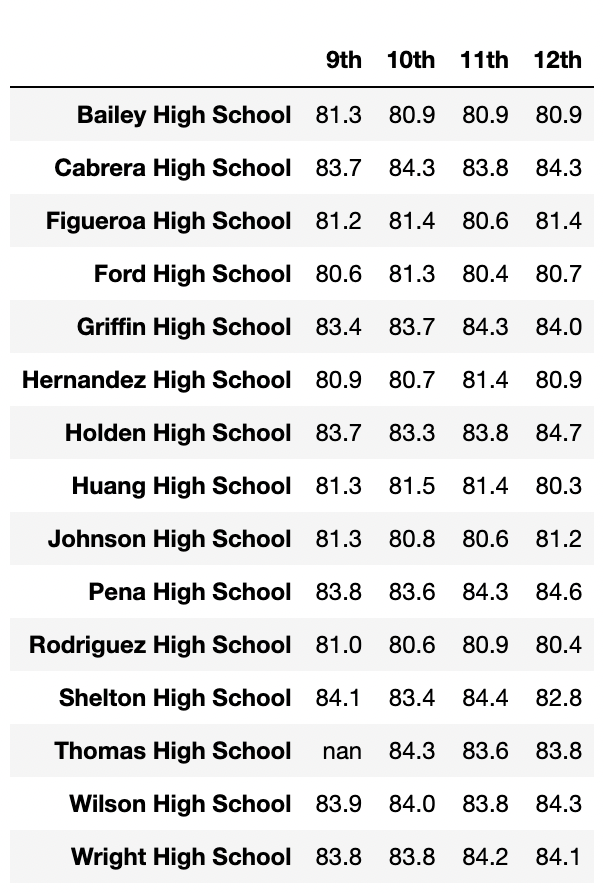 9th 10th 11th 12th
Bailey High School 81.3 80.9 80.9 80.9
Cabrera High School 83.7 84.3 83.8 84.3
Figueroa High School 81.2 81.4 80.6 81.4
Ford High School 80.6 81.3 80.4 80.7
Griffin High School 83.4 83.7 84.3 84.0
Hernandez High School 80.9 80.7 81.4 80.9
Holden High School 83.7 83.3 83.8 84.7
Huang High School 81.3 81.5 81.4 80.3
Johnson High School 81.3 80.8 80.6 81.2
Pena High School 83.8 83.6 84.3 84.6
Rodriguez High School 81.0 80.6 80.9 80.4
Shelton High School 84.1 83.4 84.4 82.8
Thomas High School nan 84.3 83.6 83.8
Wilson High School 83.9 84.0 83.8 84.3
Wright High School 83.8 83.8 84.2 84.1